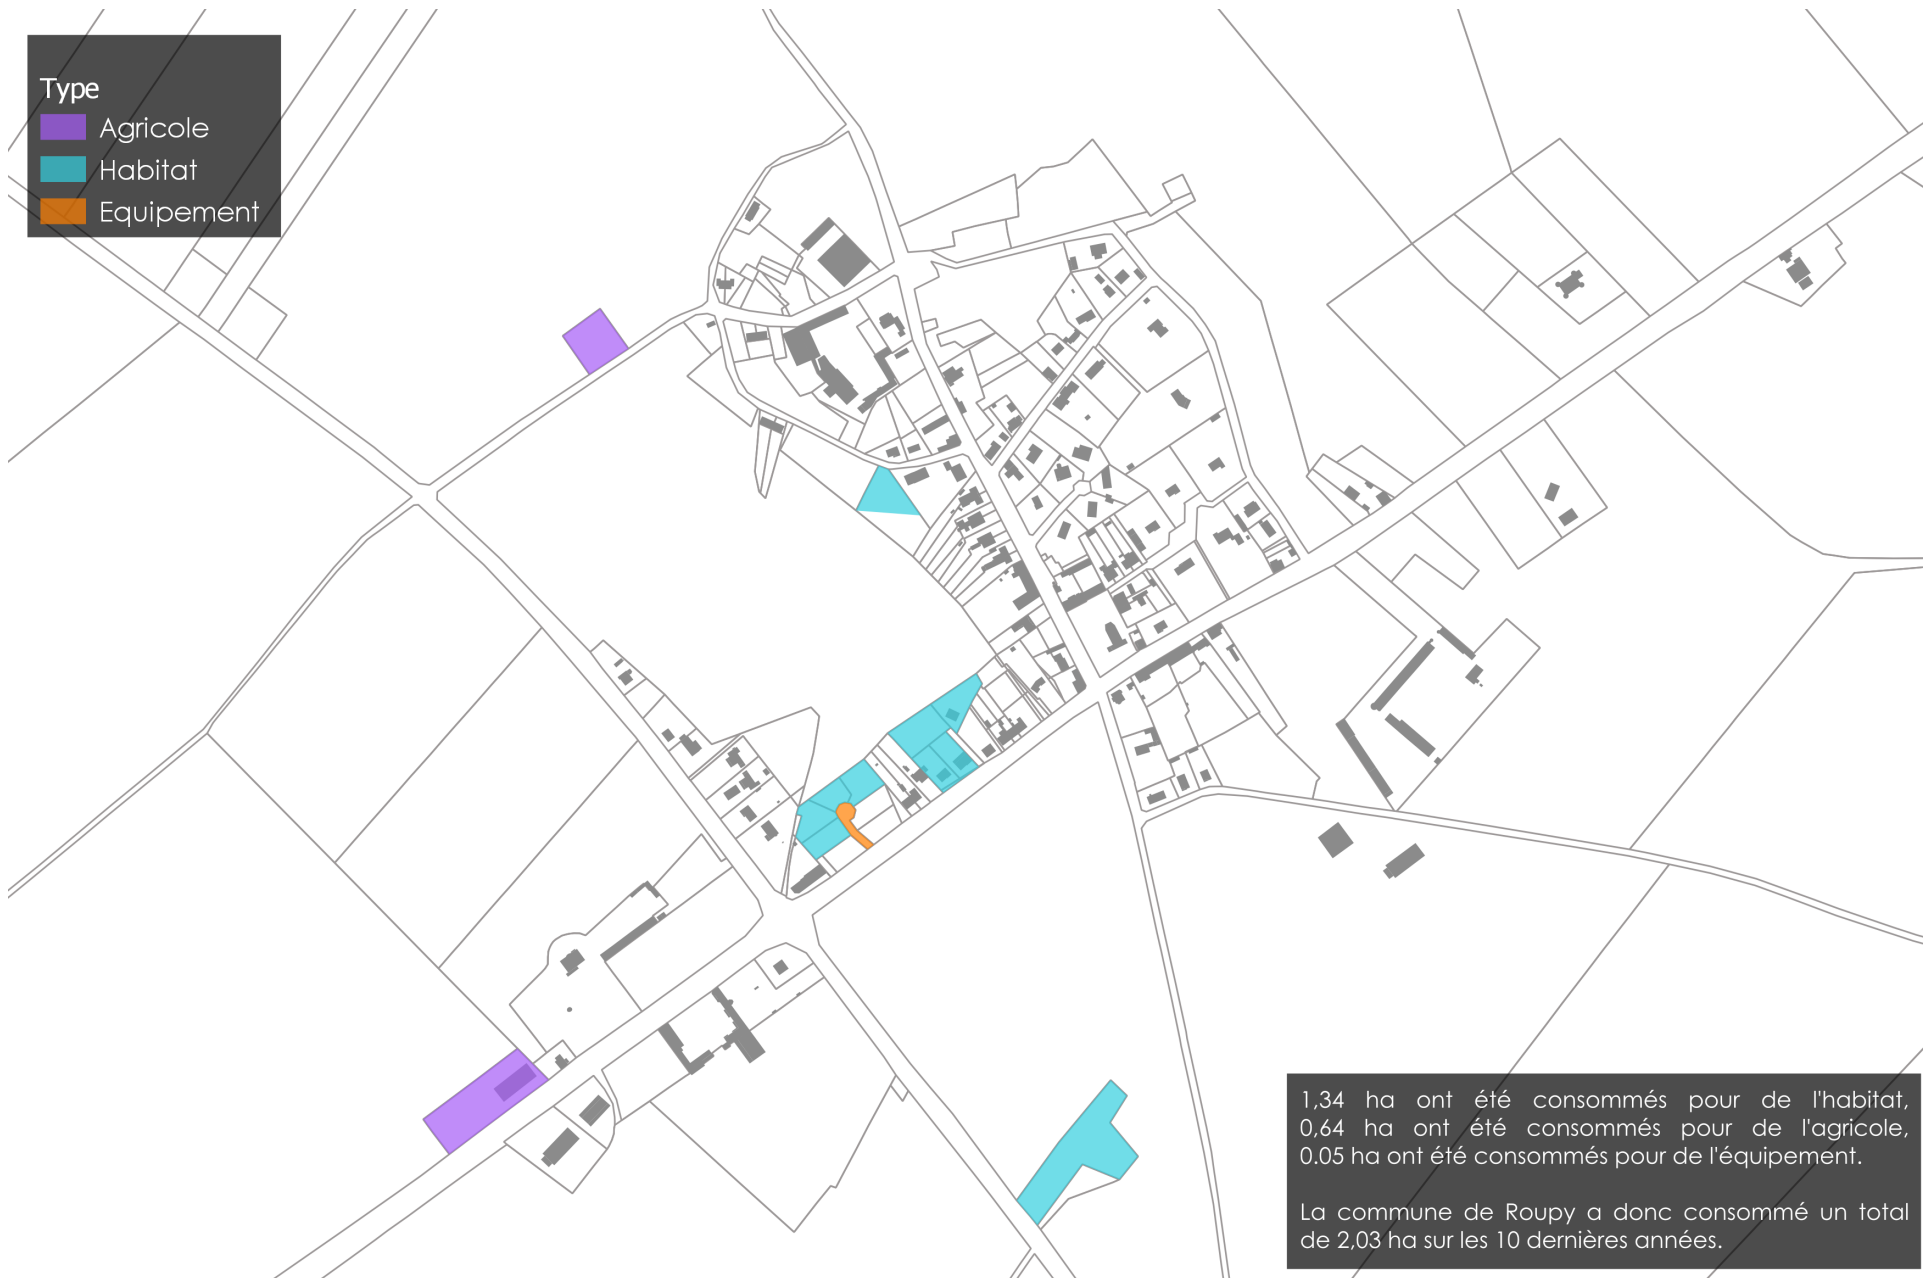 Type
Agricole
Habitat
Equipement
1,34 ha ont été consommés pour de l'habitat,
0,64 ha ont été consommés pour de l'agricole,
0.05 ha ont été consommés pour de l'équipement.
La commune de Roupy a donc consommé un total
de 2,03 ha sur les 10 dernières années.